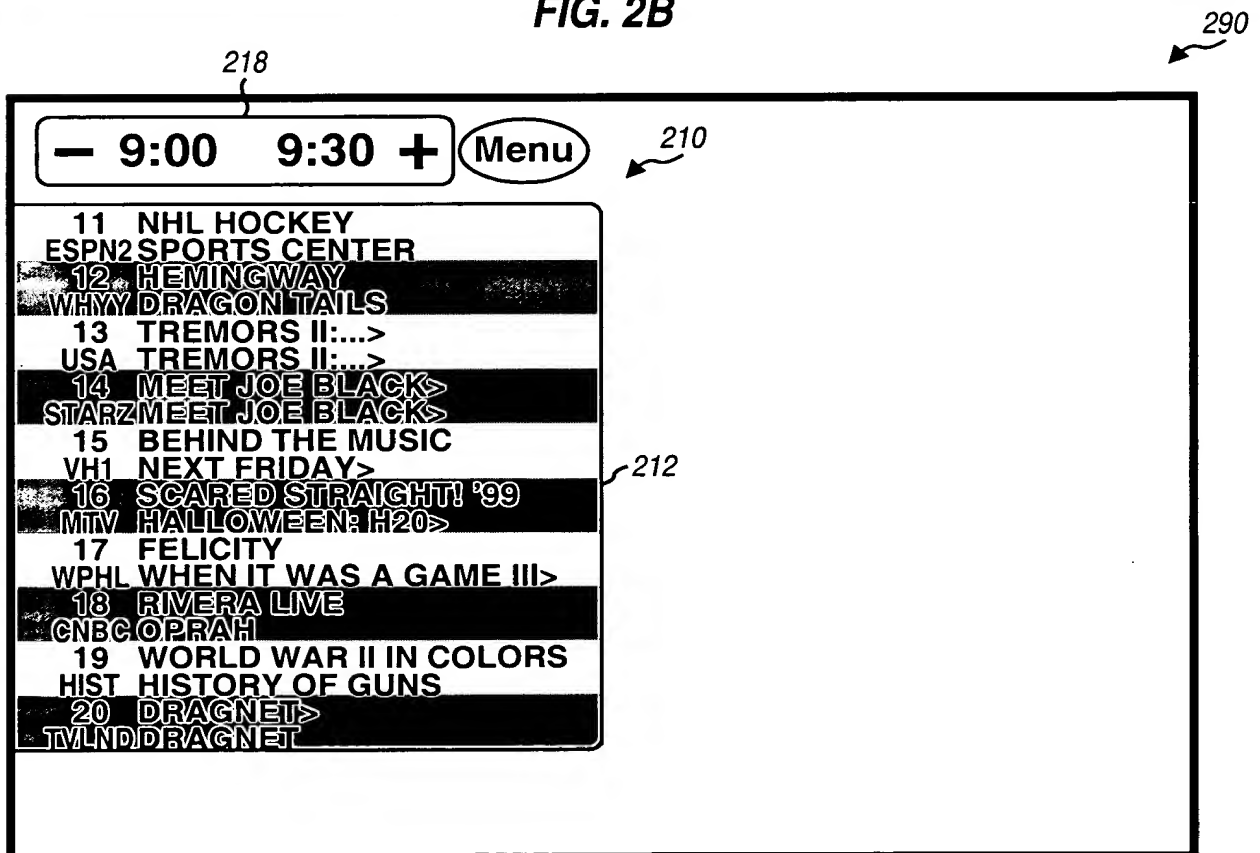 FIG. 2B
290
218
— 9:00 9:30 + Menu
210
11 NHL HOCKEY
ESPN2 SPORTS CENTER
12 HEMINGWAY
WHYY DRAGON TAILS
13 TREMORS II:...>
USA TREMORS II:...>
14 MEET JOE BLACK>
STARZ MEET JOE BLACK>
15 BEHIND THE MUSIC
VH1 NEXT FRIDAY>
212
16 SCARED STRAIGHT! '99
MTV HALLOWEEN: H20>
17 FELICITY
WPHL WHEN IT WAS A GAME III>
18 RIVERA LIVE
CNBC OPRAH
19 WORLD WAR II IN COLORS
HIST HISTORY OF GUNS
20 DRAGNET>
TVLND DRAGNET